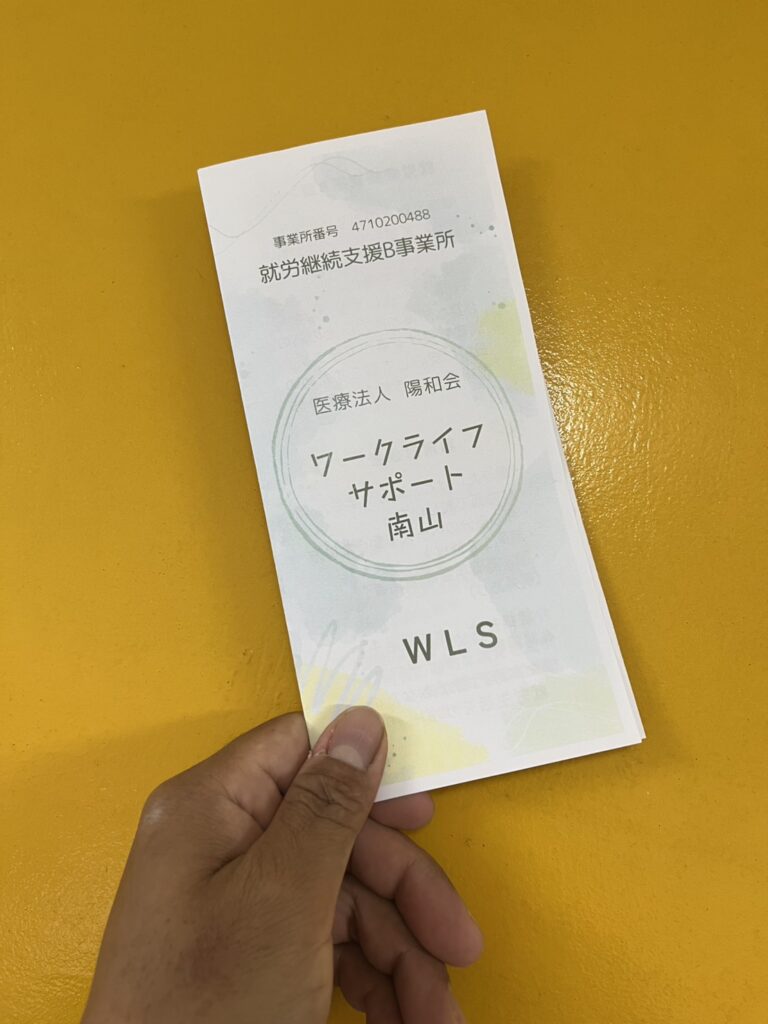 事業所番号　4710200488
就労継続支援B事業所
医療法人 陽和会
ワークライフ
サポート
南山
WLS